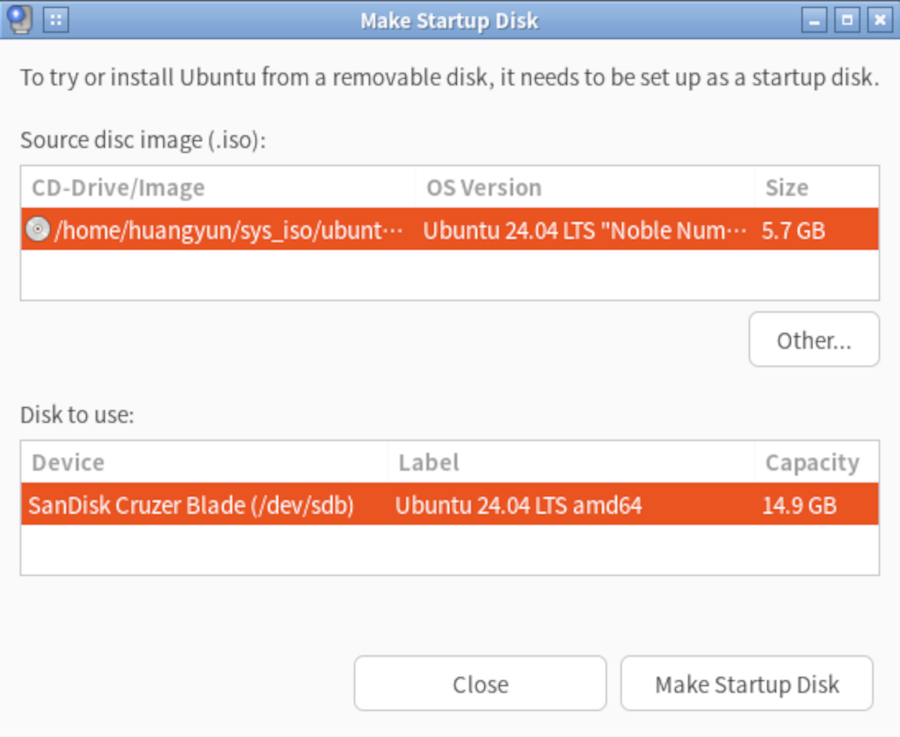 Make Startup Disk
To try or install Ubuntu from a removable disk, it needs to be set up as a startup disk.
Source disc image (.iso):
CD-Drive/Image OS Version Size
/home/huangyun/sys_iso/ubunt··· Ubuntu 24.04 LTS "Noble Num··· 5.7 GB
Other...
Disk to use:
Device Label Capacity
SanDisk Cruzer Blade (/dev/sdb) Ubuntu 24.04 LTS amd64 14.9 GB
Close Make Startup Disk